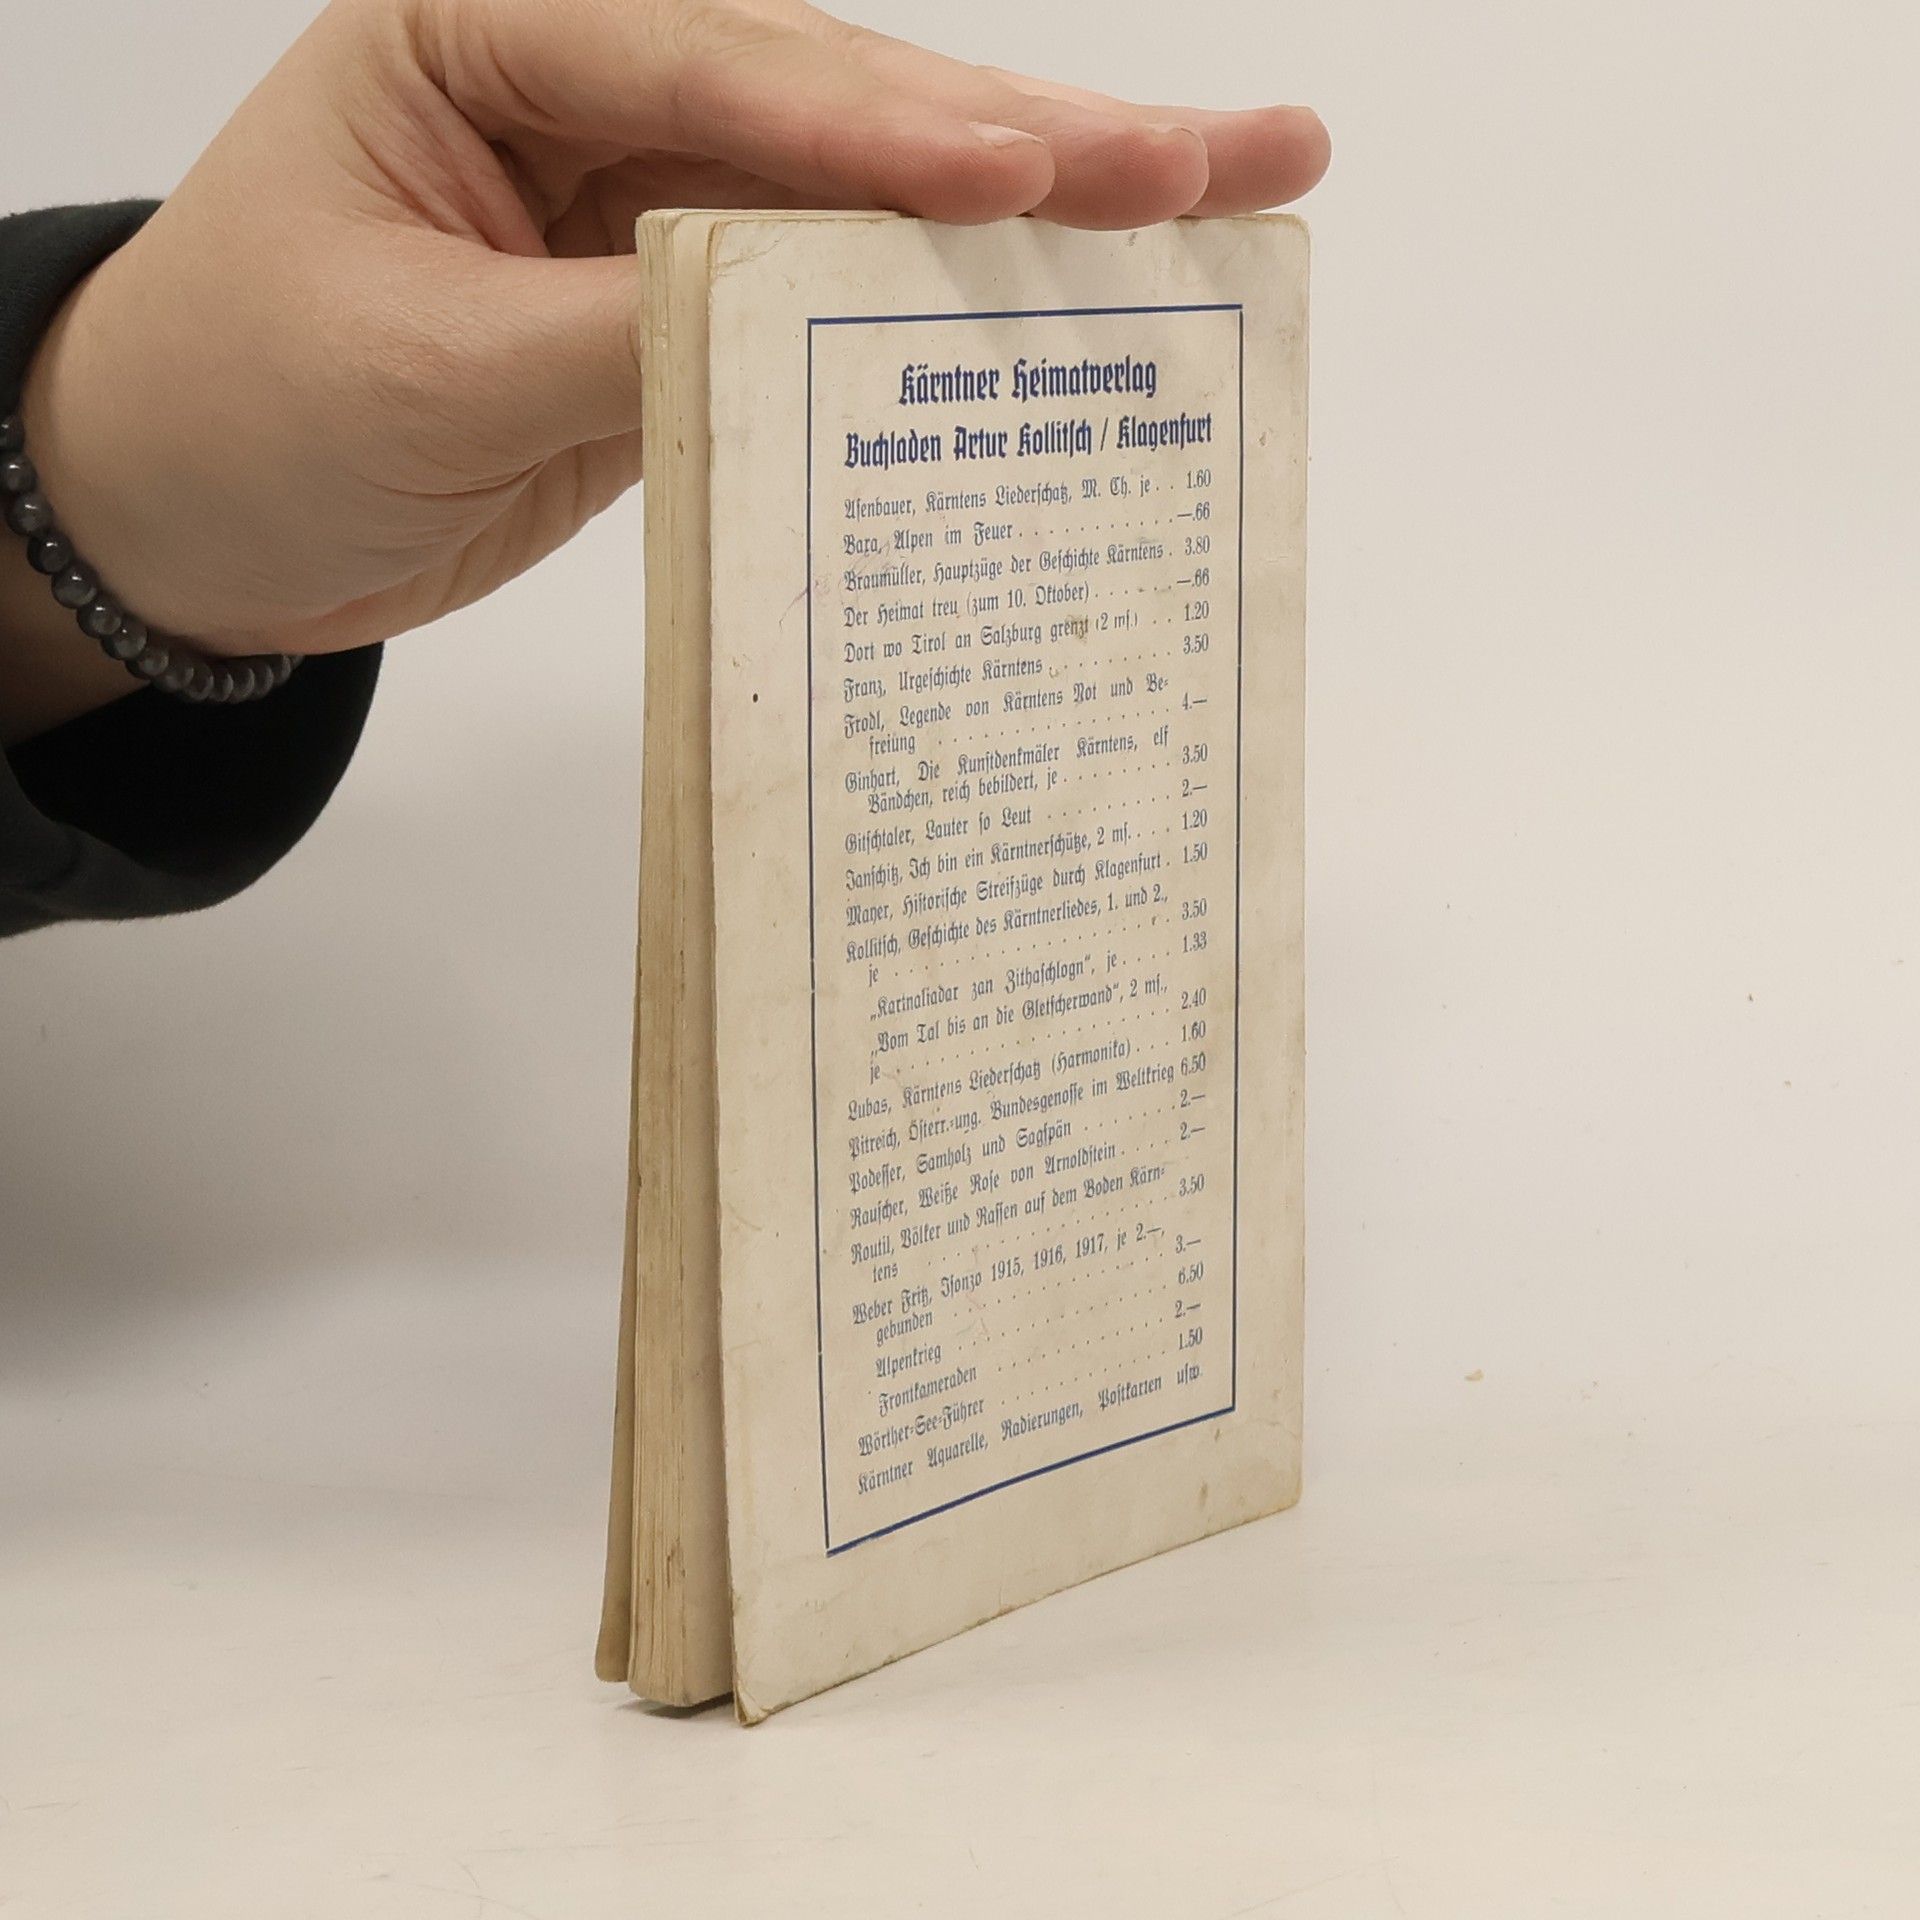 Kärntner Heimatverlag
Buchladen Artur Kollitsch / Klagenfurt
Asenbauer, Kärntens Liederschatz, M. Ch. je . . 1.60
Baxa, Alpen im Feuer . . . . . . . . . . . —.66
Braumüller, Hauptzüge der Geschichte Kärntens . 3.80
Der Heimat treu (zum 10. Oktober) . . . . . . —.66
Dort wo Tirol an Salzburg grenzt (2 ms.) . . 1.20
Franz, Urgeschichte Kärntens . . . . . . . . . 3.50
Frodl, Legende von Kärntens Not und Be-
freiung . . . . . . . . . . . . . 4.—
Ginhart, Die Kunstdenkmäler Kärntens, elf
Bändchen, reich bebildert, je . . . . . . . . 3.50
Gitschtaler, Lauter so Leut . . . . . . . . . 2.—
Janschitz, Ich bin ein Kärntnerschütze, 2 ms. . . . 1.20
Mayer, Historische Streifzüge durch Klagenfurt . 1.50
Kollitsch, Geschichte des Kärntnerliedes, 1. und 2.,
je . . . . . . . . . . . . . . . 3.50
„Kartnaliadar zan Zithaschlogn“, je . . . . 1.33
„Vom Tal bis an die Gletscherwand“, 2 ms.,
je . . . . . . . . . . . . . . . 2.40
Lubas, Kärntens Liederschatz (Harmonika) . . . 1.60
Pitreich, Österr.-ung. Bundesgenosse im Weltkrieg 6.50
Podesser, Samholz und Sagspän . . . . . . . 2.—
Rauscher, Weiße Rose von Arnoldstein . . . . 2.—
Routil, Völker und Rassen auf dem Boden Kärn-
tens . . . . . . . . . . . . . 3.50
Weber Fritz, Isonzo 1915, 1916, 1917, je 2.—,
gebunden . . . . . . . . . . . . 3.—
Alpenkrieg . . . . . . . . . . . . 6.50
Frontkameraden . . . . . . . . . . 2.—
Wörther-See-Führer . . . . . . . . . . 1.50
Kärntner Aquarelle, Radierungen, Postkarten usw.